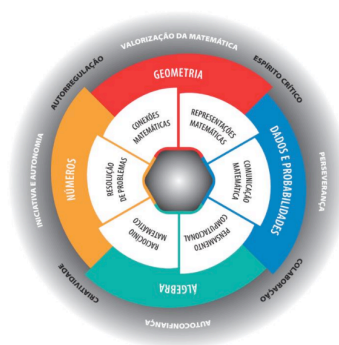 VALORIZAÇÃO DA MATEMÁTICA
ESPÍRITO CRÍTICO
PERSEVERANÇA
COLABORAÇÃO
AUTOCONFIANÇA
CRIATIVIDADE
INICIATIVA E AUTONOMIA
AUTORREGULAÇÃO
GEOMETRIA
DADOS E PROBABILIDADES
ÁLGEBRA
NÚMEROS
CONEXÕES
MATEMÁTICAS
REPRESENTAÇÕES
MATEMÁTICAS
COMUNICAÇÃO
MATEMÁTICA
PENSAMENTO
COMPUTACIONAL
RACIOCÍNIO
MATEMÁTICO
RESOLUÇÃO
DE PROBLEMAS